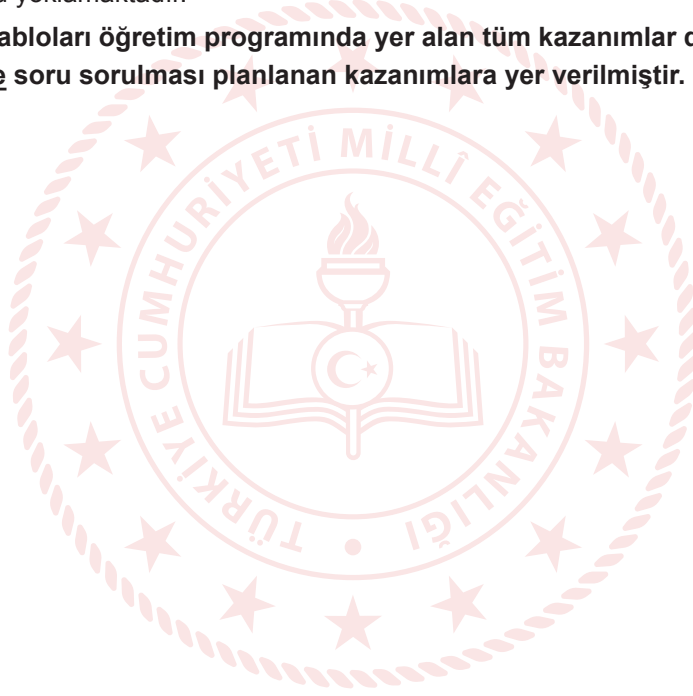 yoklamaktadır.
abloları öğretim programında yer alan tüm kazanımlar
soru sorulması planlanan kazanımlara yer verilmiştir.
TÜRKİYE CUMHURİYETİ MİLLÎ EĞİTİM BAKANLIĞI